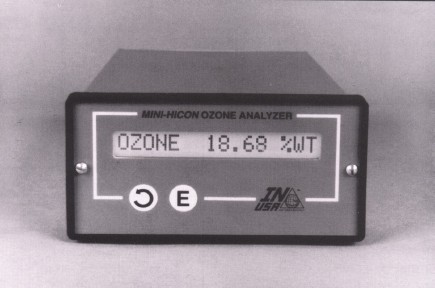 MINI-HICON OZONE ANALYZER
OZONE 18.68 %WT
E
IN
USA